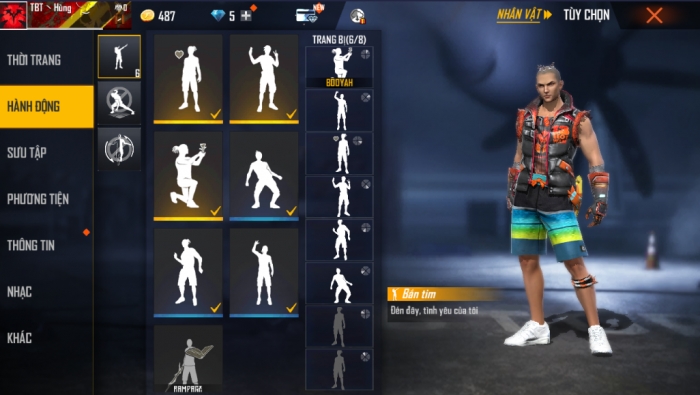 TBT - Hùng
487
5
NEW
NHÂN VẬT
TÙY CHỌN
THỜI TRANG
HÀNH ĐỘNG
SƯU TẬP
PHƯƠNG TIỆN
THÔNG TIN
NHẠC
KHÁC
6
TRANG BỊ(6/8)
BOOYAH
Bắn tim
Đến đây, tình yêu của tôi
RAMPAGE